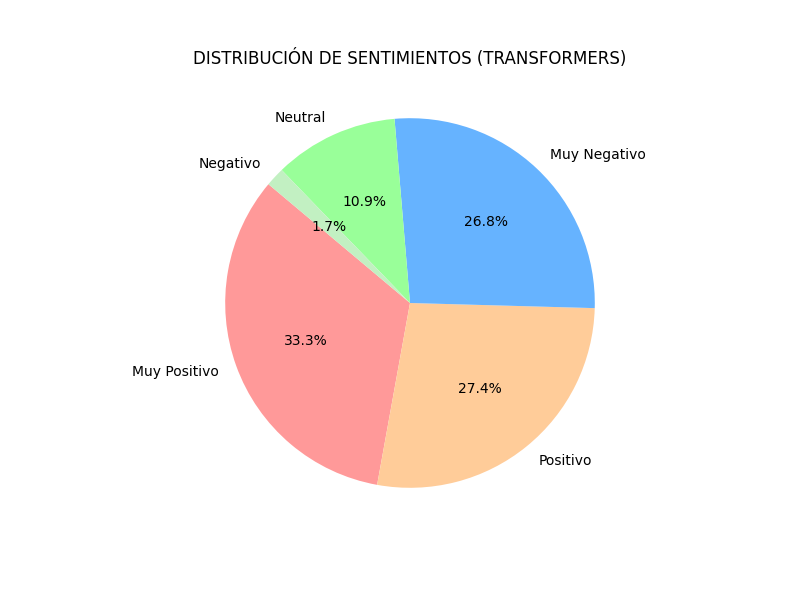 DISTRIBUCIÓN DE SENTIMIENTOS (TRANSFORMERS)
Neutral
Muy Negativo
Negativo
10.9%
26.8%
1.7%
33.3%
Muy Positivo
27.4%
Positivo